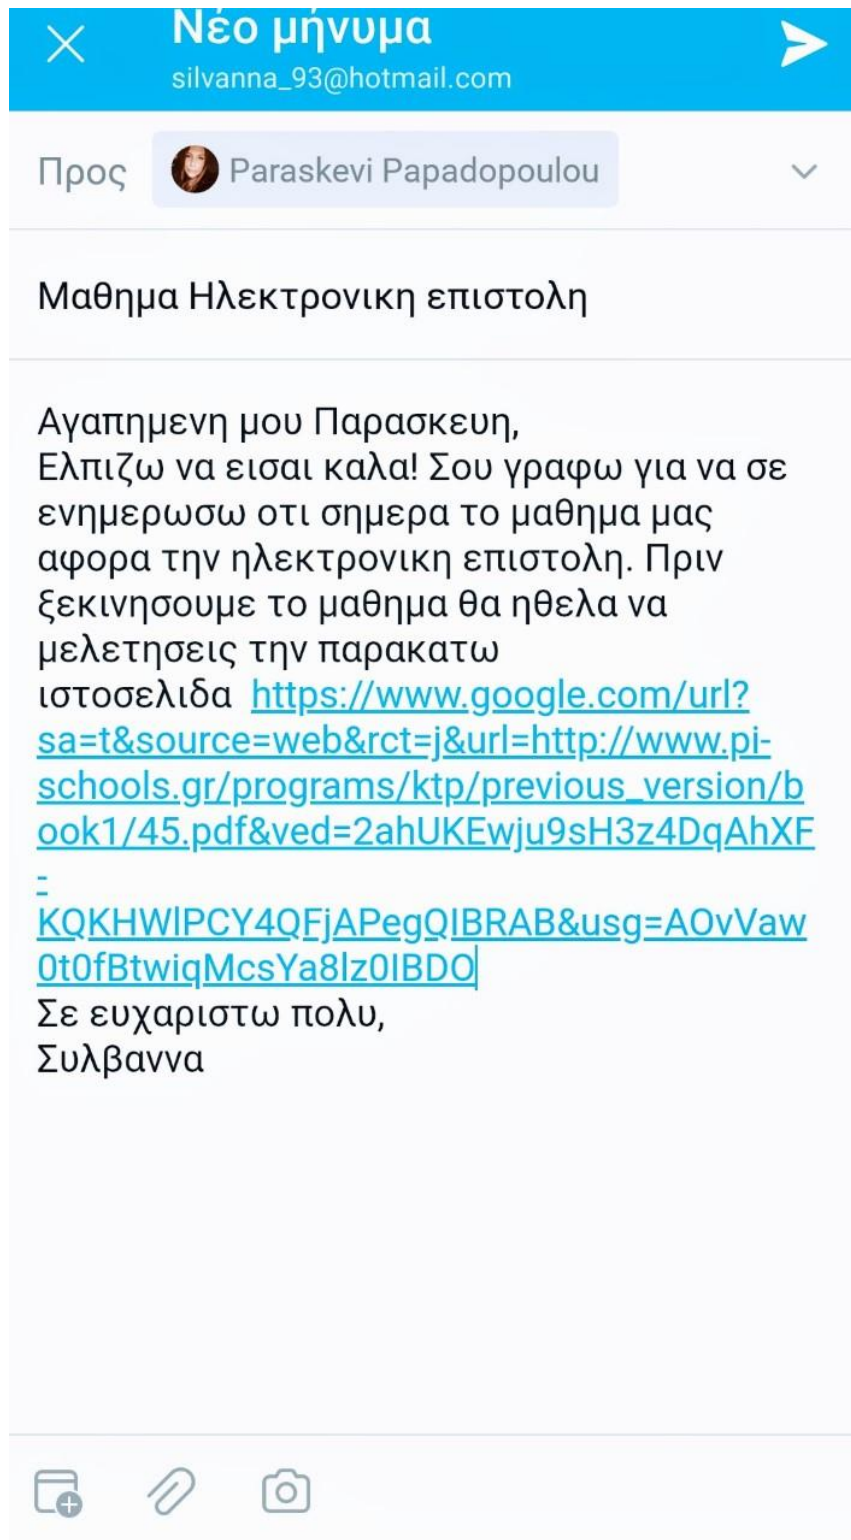 Νέο μήνυμα
silvanna_93@hotmail.com
Προς Paraskevi Papadopoulou
Μαθημα Ηλεκτρονικη επιστολη
Αγαπημενη μου Παρασκευη,
Ελπιζω να εισαι καλα! Σου γραφω για να σε
ενημερωσω οτι σημερα το μαθημα μας
αφορα την ηλεκτρονικη επιστολη. Πριν
ξεκινησουμε το μαθημα θα ηθελα να
μελετησεις την παρακατω
ιστοσελιδα https://www.google.com/url?
sa=t&source=web&rct=j&url=http://www.pi-
schools.gr/programs/ktp/previous_version/b
ook1/45.pdf&ved=2ahUKEwju9sH3z4DqAhXF
-
KQKHWlPCY4QFjAPegQIBRAB&usg=AOvVaw
0t0fBtwiqMcsYa8lz0IBDO
Σε ευχαριστω πολυ,
Συλβαννα